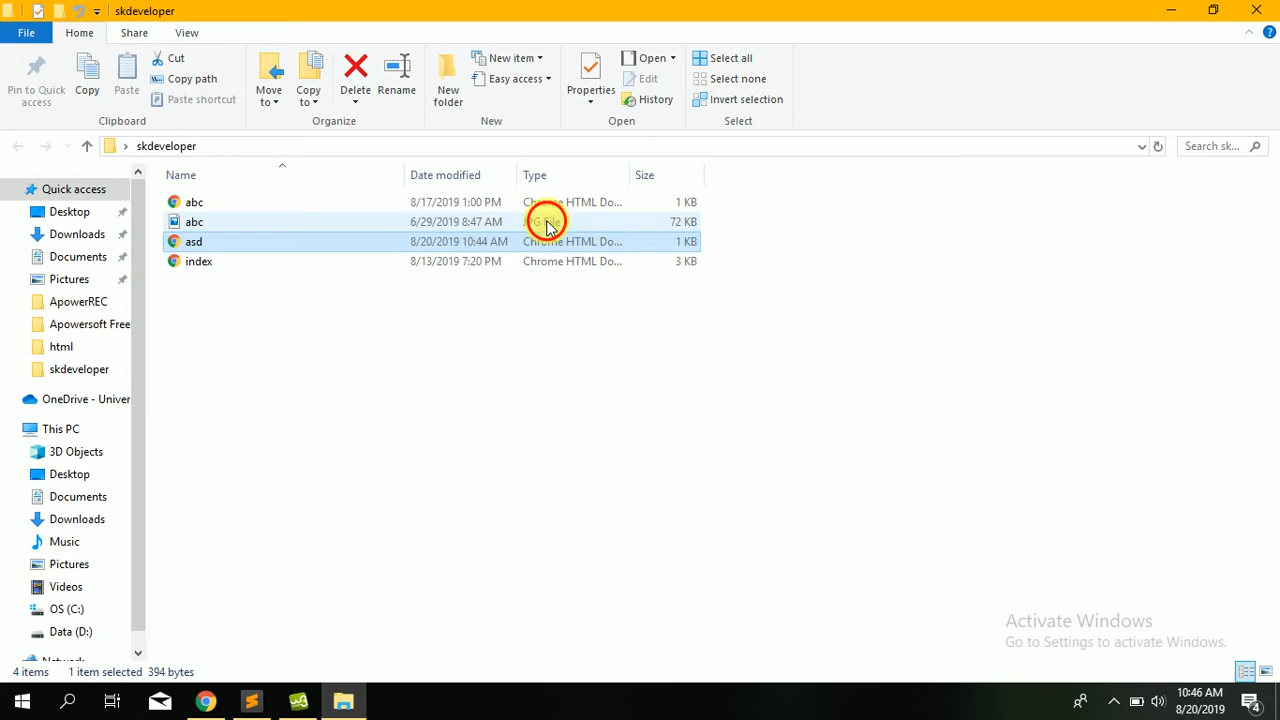 skdeveloper
File Home Share View
Pin to Quick access
Copy
Paste
Cut
Copy path
Paste shortcut
Clipboard
Move to
Copy to
Delete
Rename
Organize
New folder
New item
Easy access
New
Properties
Open
Edit
History
Open
Select all
Select none
Invert selection
Select
skdeveloper
Search sk...
Name Date modified Type Size
abc 8/17/2019 1:00 PM Chrome HTML Do... 1 KB
abc 6/29/2019 8:47 AM JPG File 72 KB
asd 8/20/2019 10:44 AM Chrome HTML Do... 1 KB
index 8/13/2019 7:20 PM Chrome HTML Do... 3 KB
Quick access
Desktop
Downloads
Documents
Pictures
ApowerREC
Apowersoft Free
html
skdeveloper
OneDrive - Univer
This PC
3D Objects
Desktop
Documents
Downloads
Music
Pictures
Videos
OS (C:)
Data (D:)
Network
Activate Windows
Go to Settings to activate Windows.
4 items 1 item selected 394 bytes
10:46 AM
8/20/2019
4